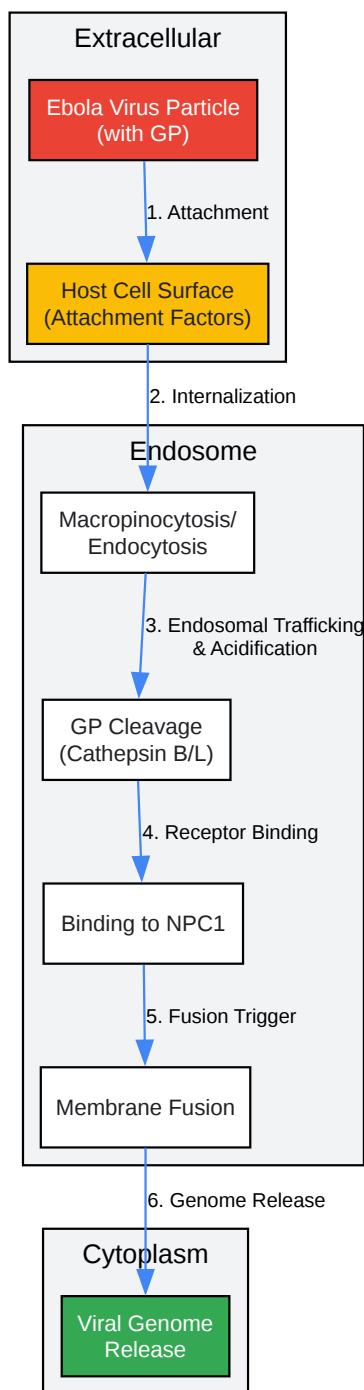 Extracellular
Ebola Virus Particle
(with GP)
1. Attachment
Host Cell Surface
(Attachment Factors)
2. Internalization
Endosome
Macropinocytosis/
Endocytosis
3. Endosomal Trafficking
& Acidification
GP Cleavage
(Cathepsin B/L)
4. Receptor Binding
Binding to NPC1
5. Fusion Trigger
Membrane Fusion
6. Genome Release
Cytoplasm
Viral Genome
Release